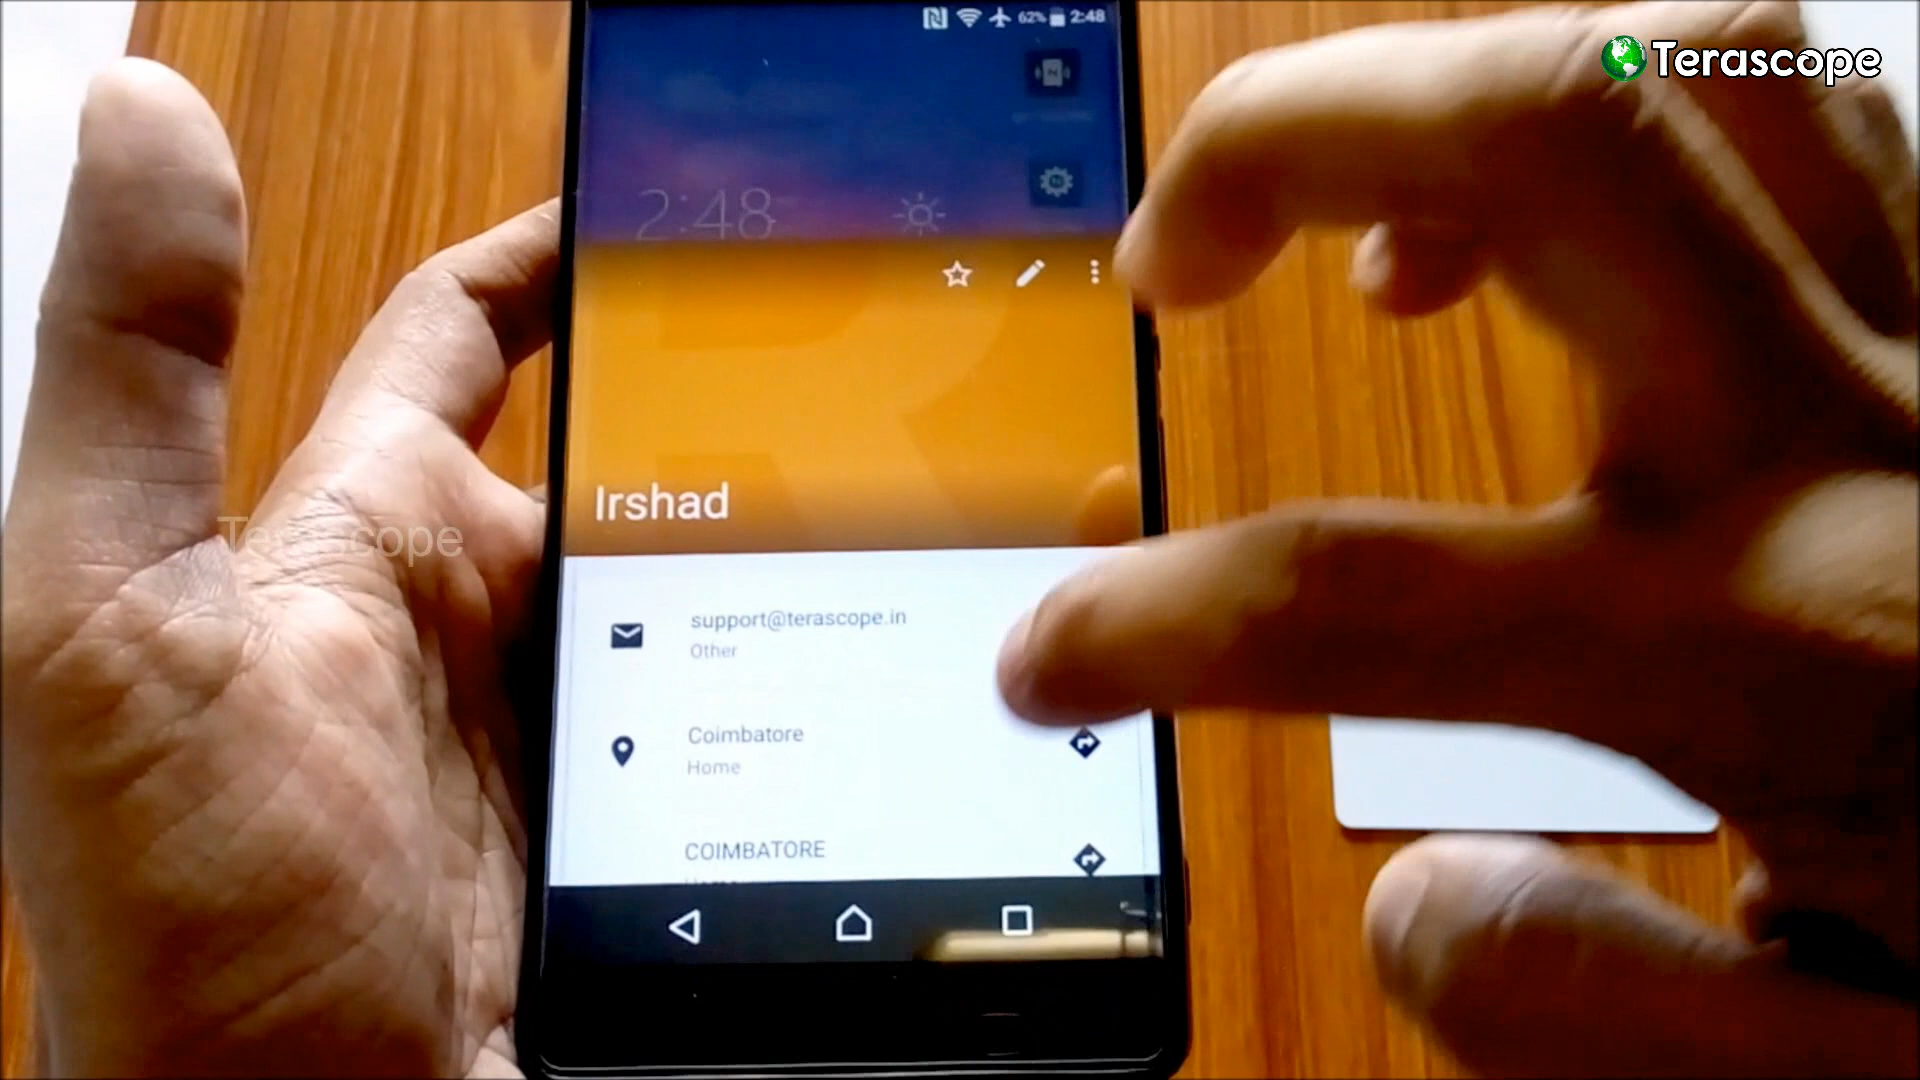 62% 2:48
Terascope
2:48
Irshad
Terascope
support@terascope.in
Other
Coimbatore
Home
COIMBATORE